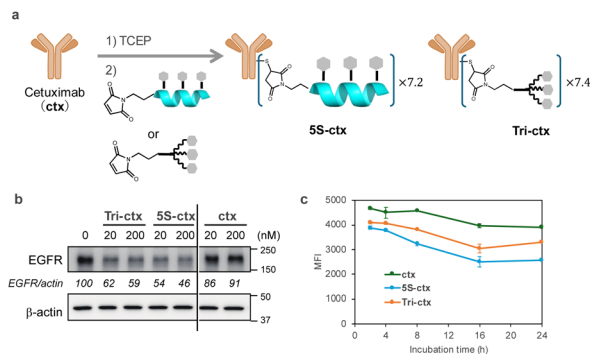 a
1) TCEP
2)
Cetuximab
(ctx)
or
S
O
N
O
×7.2
5S-ctx
S
O
N
O
×7.4
Tri-ctx
O
N
O
O
N
O
b
Tri-ctx 5S-ctx ctx
0 20 200 20 200 20 200 (nM)
EGFR
250
150
EGFR/actin 100 62 59 54 46 86 91
β-actin
50
37
c
MFI
5000
4000
3000
2000
1000
0
ctx
5S-ctx
Tri-ctx
0 4 8 12 16 20 24
Incubation time (h)